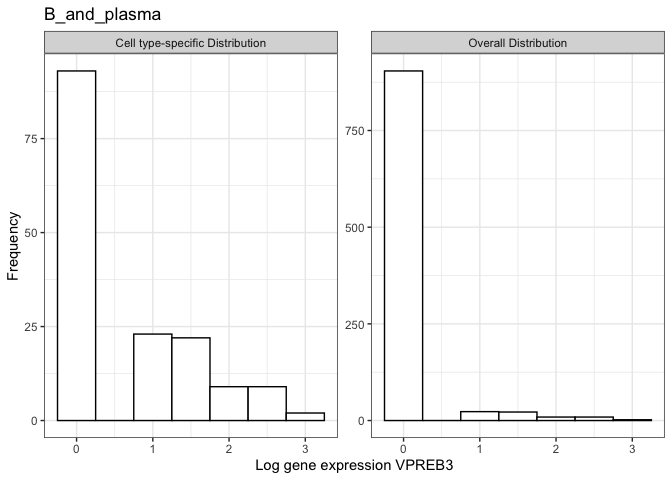 B_and_plasma
Cell type-specific Distribution
Overall Distribution
Frequency
75
50
25
0
750
500
250
0
0 1 2 3
0 1 2 3
Log gene expression VPREB3